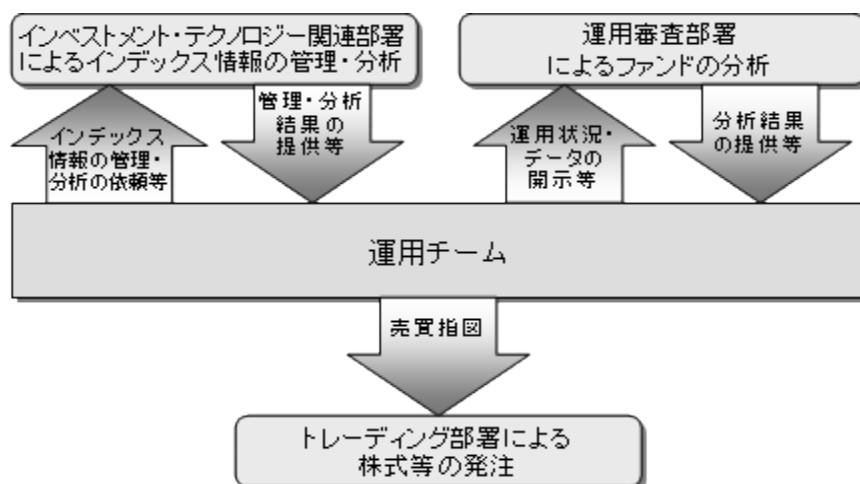 インベストメント・テクノロジー関連部署
によるインデックス情報の管理・分析
運用審査部署
によるファンドの分析
インデックス
情報の管理・
分析の依頼等
管理・分析
結果の
提供等
運用状況・
データの
開示等
分析結果
の提供等
運用チーム
売買指図
トレーディング部署による
株式等の発注